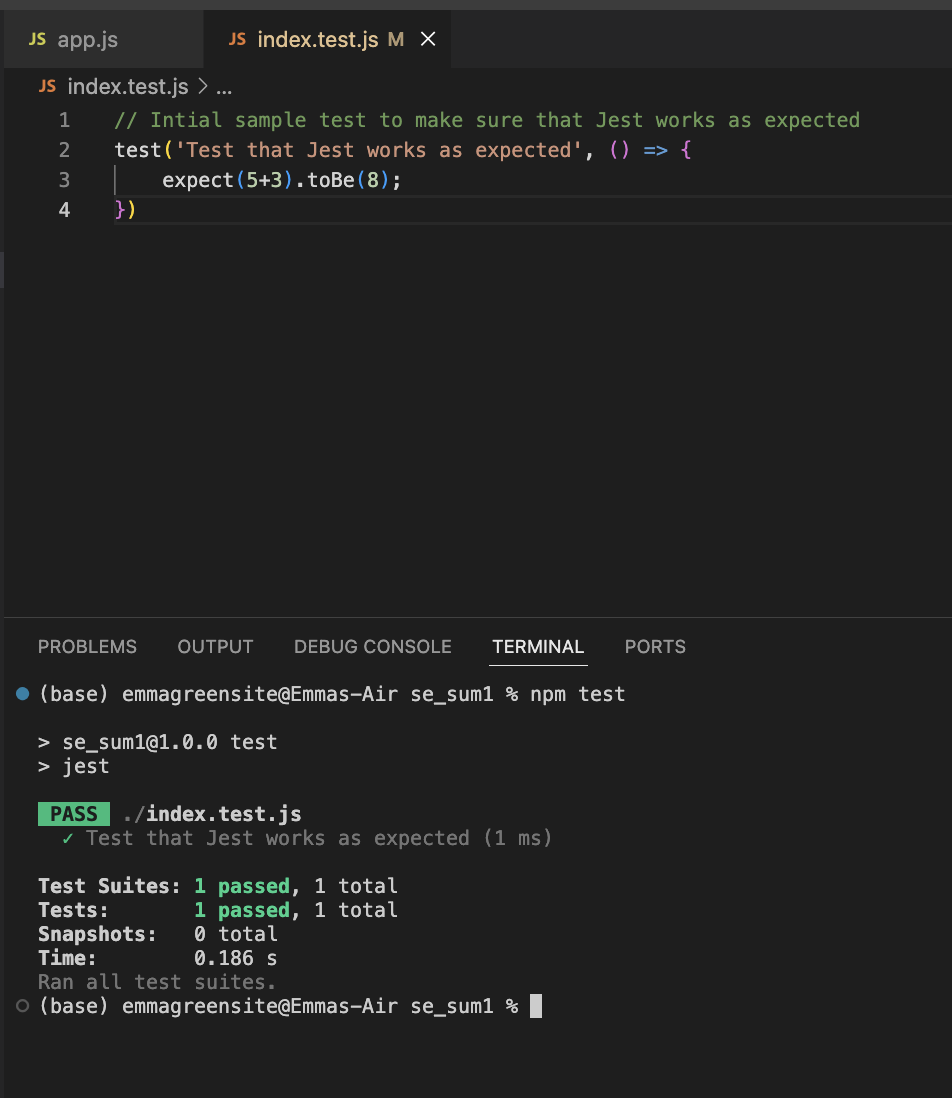 JS app.js JS index.test.js M ×
JS index.test.js > ...
1 // Intial sample test to make sure that Jest works as expected
2 test('Test that Jest works as expected', () => {
3 expect(5+3).toBe(8);
4 })
PROBLEMS OUTPUT DEBUG CONSOLE TERMINAL PORTS
(base) emmagreensite@Emmas-Air se_sum1 % npm test
> se_sum1@1.0.0 test
> jest
PASS ./index.test.js
✓ Test that Jest works as expected (1 ms)
Test Suites: 1 passed, 1 total
Tests: 1 passed, 1 total
Snapshots: 0 total
Time: 0.186 s
Ran all test suites.
(base) emmagreensite@Emmas-Air se_sum1 %